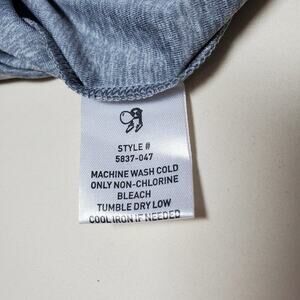 STYLE #
5837-047
MACHINE WASH COLD
ONLY NON-CHLORINE
BLEACH
TUMBLE DRY LOW
COOL IRON IF NEEDED